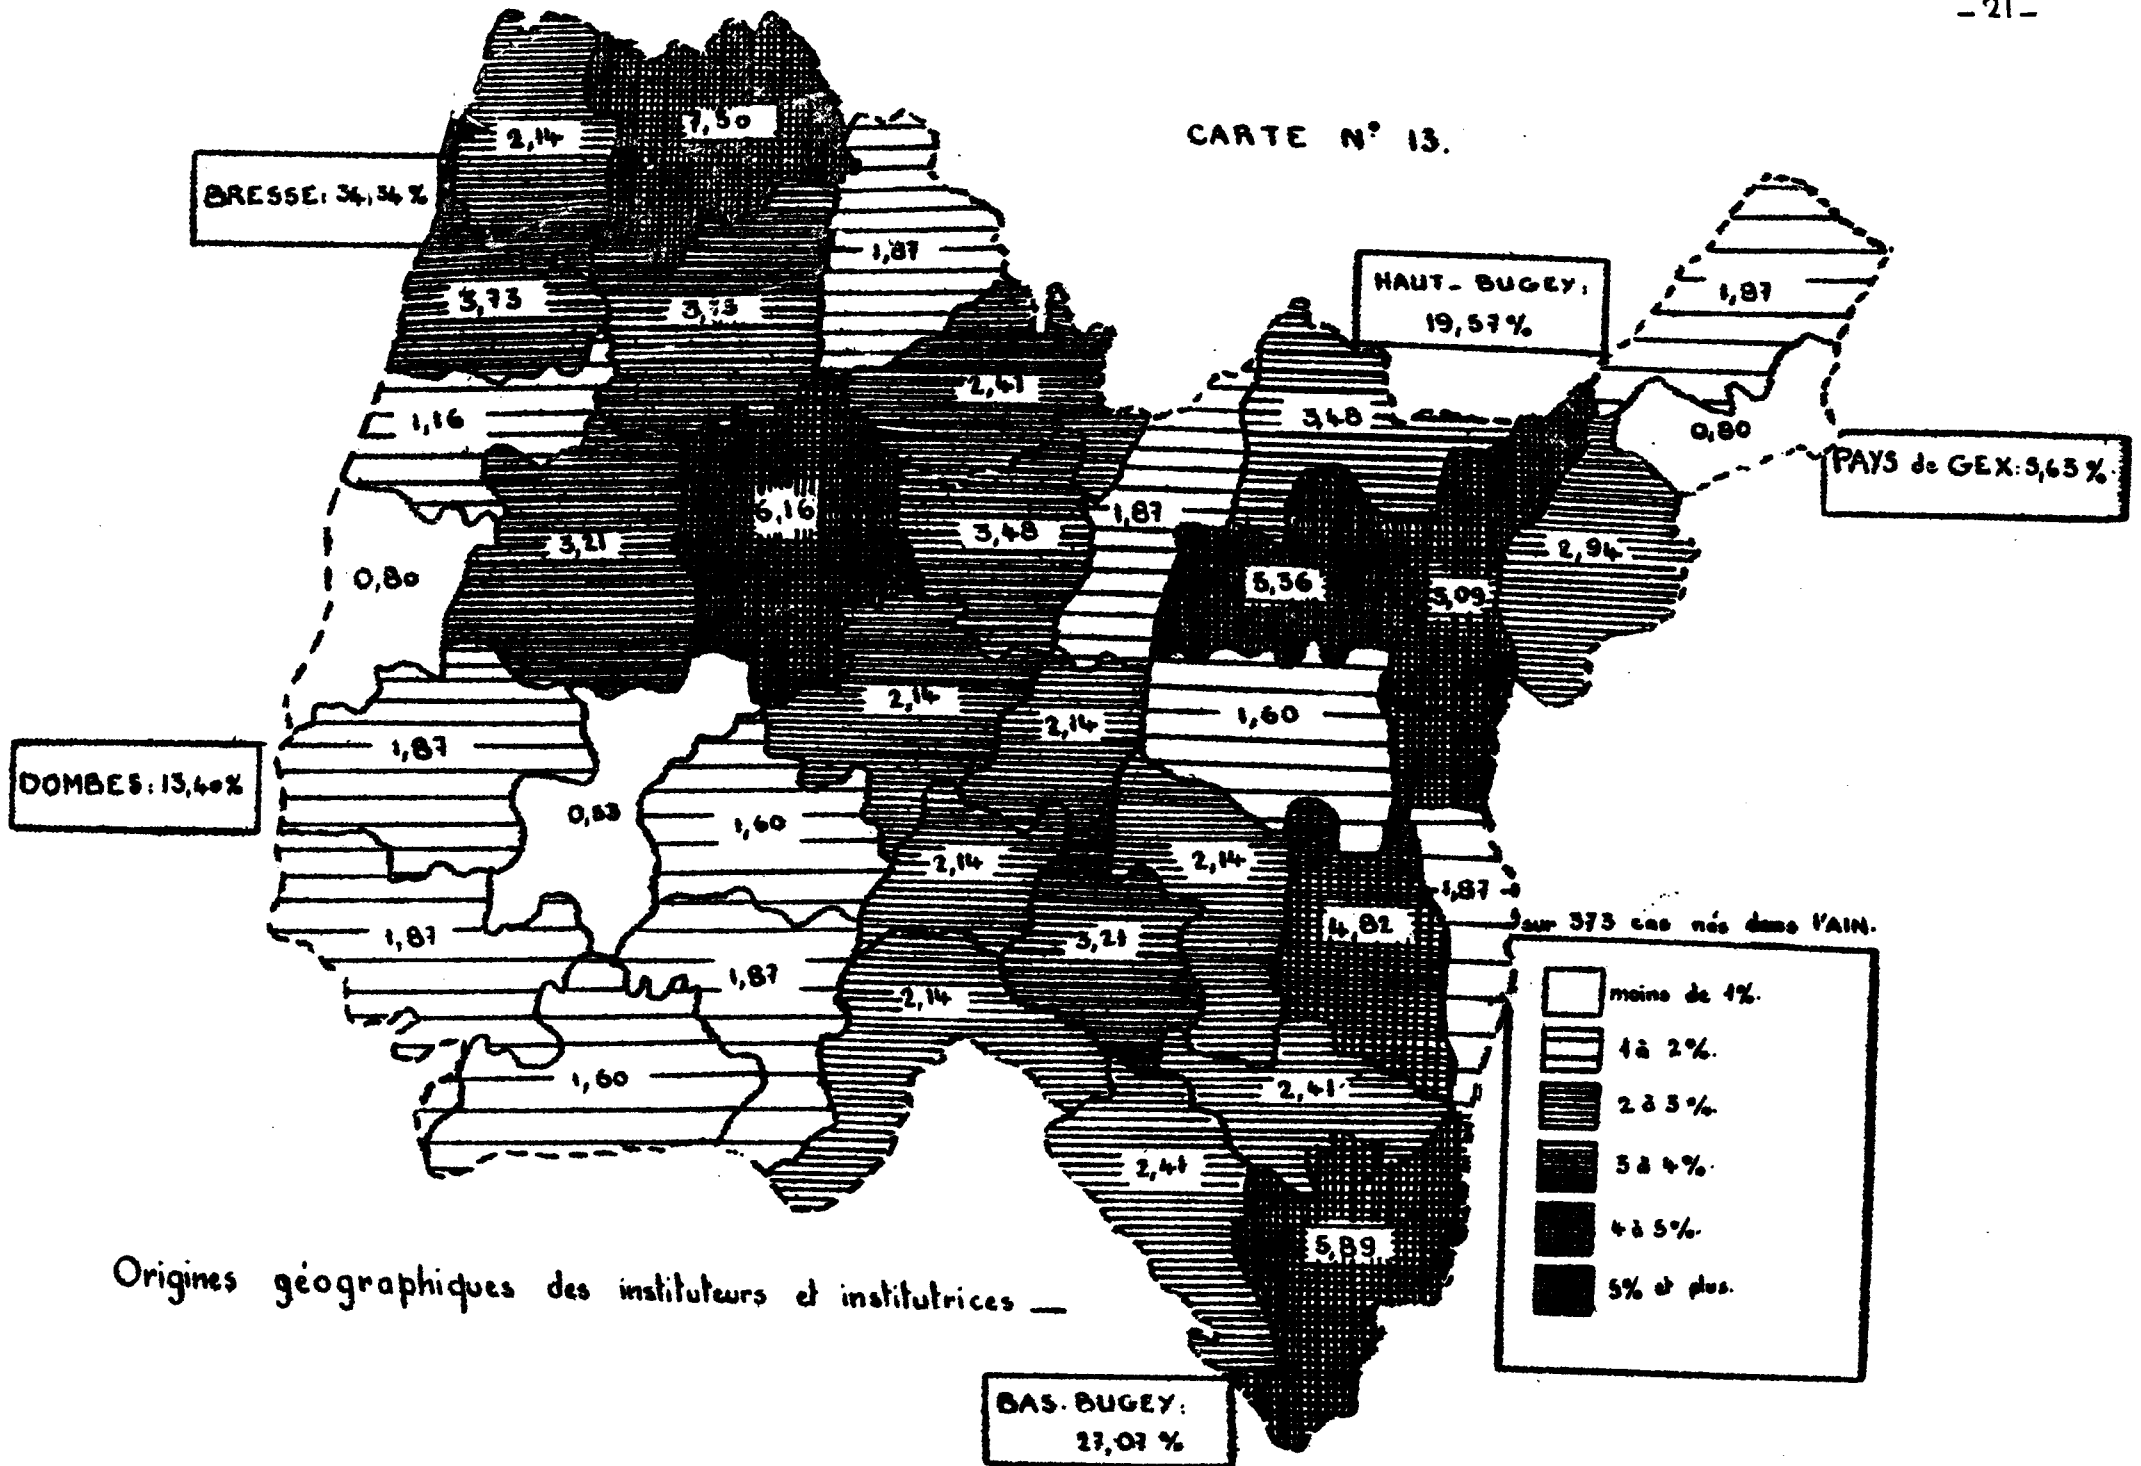 - 21 -
CARTE N° 13.
BRESSE: 34,34 %
HAUT-BUGEY:
19,57 %
PAYS de GEX: 5,63 %.
DOMBES: 13,40 %
BAS-BUGEY:
27,07 %
2,14
7,50
1,87
3,73
3,75
1,87
2,41
1,16
3,48
0,80
6,16
1,87
3,48
3,21
2,94
0,80
5,36
5,09
2,14
2,14
1,60
1,87
0,53
1,60
2,14
2,14
1,87
4,82
1,87
3,21
1,87
2,14
1,60
2,41
2,41
5,89
sur 373 cas nés dans l'AIN.
moins de 1%.
1 à 2%.
2 à 3%.
3 à 4%.
4 à 5%.
5% et plus.
Origines géographiques des instituteurs et institutrices —